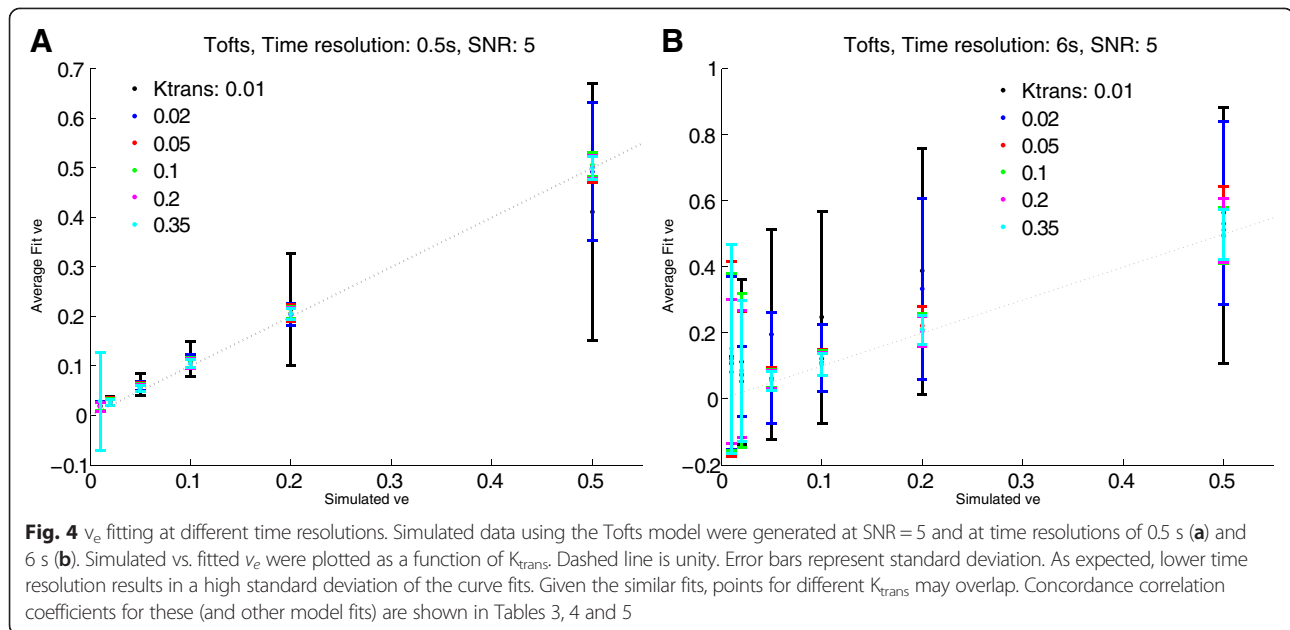 A
Tofts, Time resolution: 0.5s, SNR: 5
0.7
0.6
0.5
0.4
0.3
0.2
0.1
0
−0.1
Average Fit ve
Ktrans: 0.01
0.02
0.05
0.1
0.2
0.35
0
0.1
0.2
0.3
0.4
0.5
Simulated ve
B
Tofts, Time resolution: 6s, SNR: 5
1
0.8
0.6
0.4
0.2
0
−0.2
Average Fit ve
Ktrans: 0.01
0.02
0.05
0.1
0.2
0.35
0
0.1
0.2
0.3
0.4
0.5
Simulated ve
Fig. 4 ve fitting at different time resolutions. Simulated data using the Tofts model were generated at SNR = 5 and at time resolutions of 0.5 s (a) and
6 s (b). Simulated vs. fitted ve were plotted as a function of Ktrans. Dashed line is unity. Error bars represent standard deviation. As expected, lower time
resolution results in a high standard deviation of the curve fits. Given the similar fits, points for different Ktrans may overlap. Concordance correlation
coefficients for these (and other model fits) are shown in Tables 3, 4 and 5